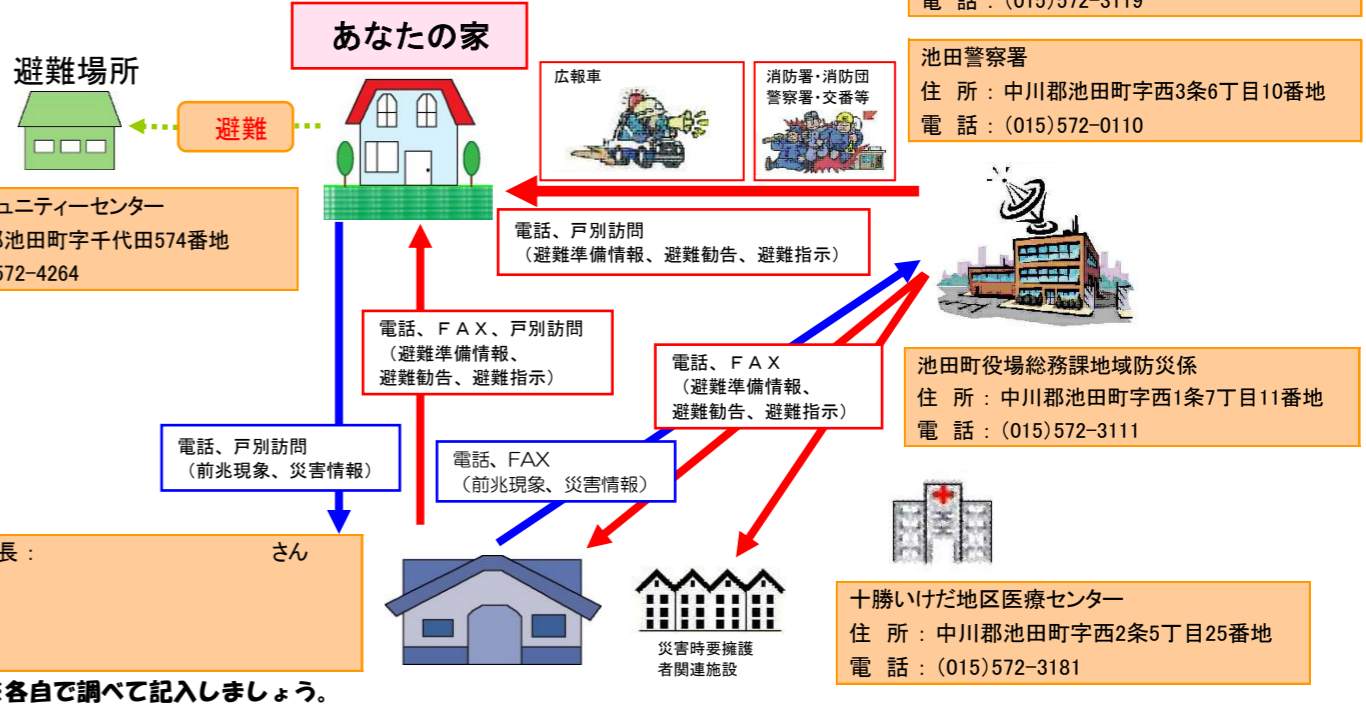 電 話：(015)572-3119
あなたの家
避難場所
避難
広報車
消防署・消防団
警察署・交番等
池田警察署
住 所：中川郡池田町字西3条6丁目10番地
電 話：(015)572-0110
ュニティーセンター
池田町字千代田574番地
572-4264
電話、戸別訪問
（避難準備情報、避難勧告、避難指示）
電話、ＦＡＸ、戸別訪問
（避難準備情報、
避難勧告、避難指示）
電話、ＦＡＸ
（避難準備情報、
避難勧告、避難指示）
池田町役場総務課地域防災係
住 所：中川郡池田町字西1条7丁目11番地
電 話：(015)572-3111
電話、戸別訪問
（前兆現象、災害情報）
電話、FAX
（前兆現象、災害情報）
長： さん
災害時要擁護
者関連施設
十勝いけだ地区医療センター
住 所：中川郡池田町字西2条5丁目25番地
電 話：(015)572-3181
各自で調べて記入しましょう。